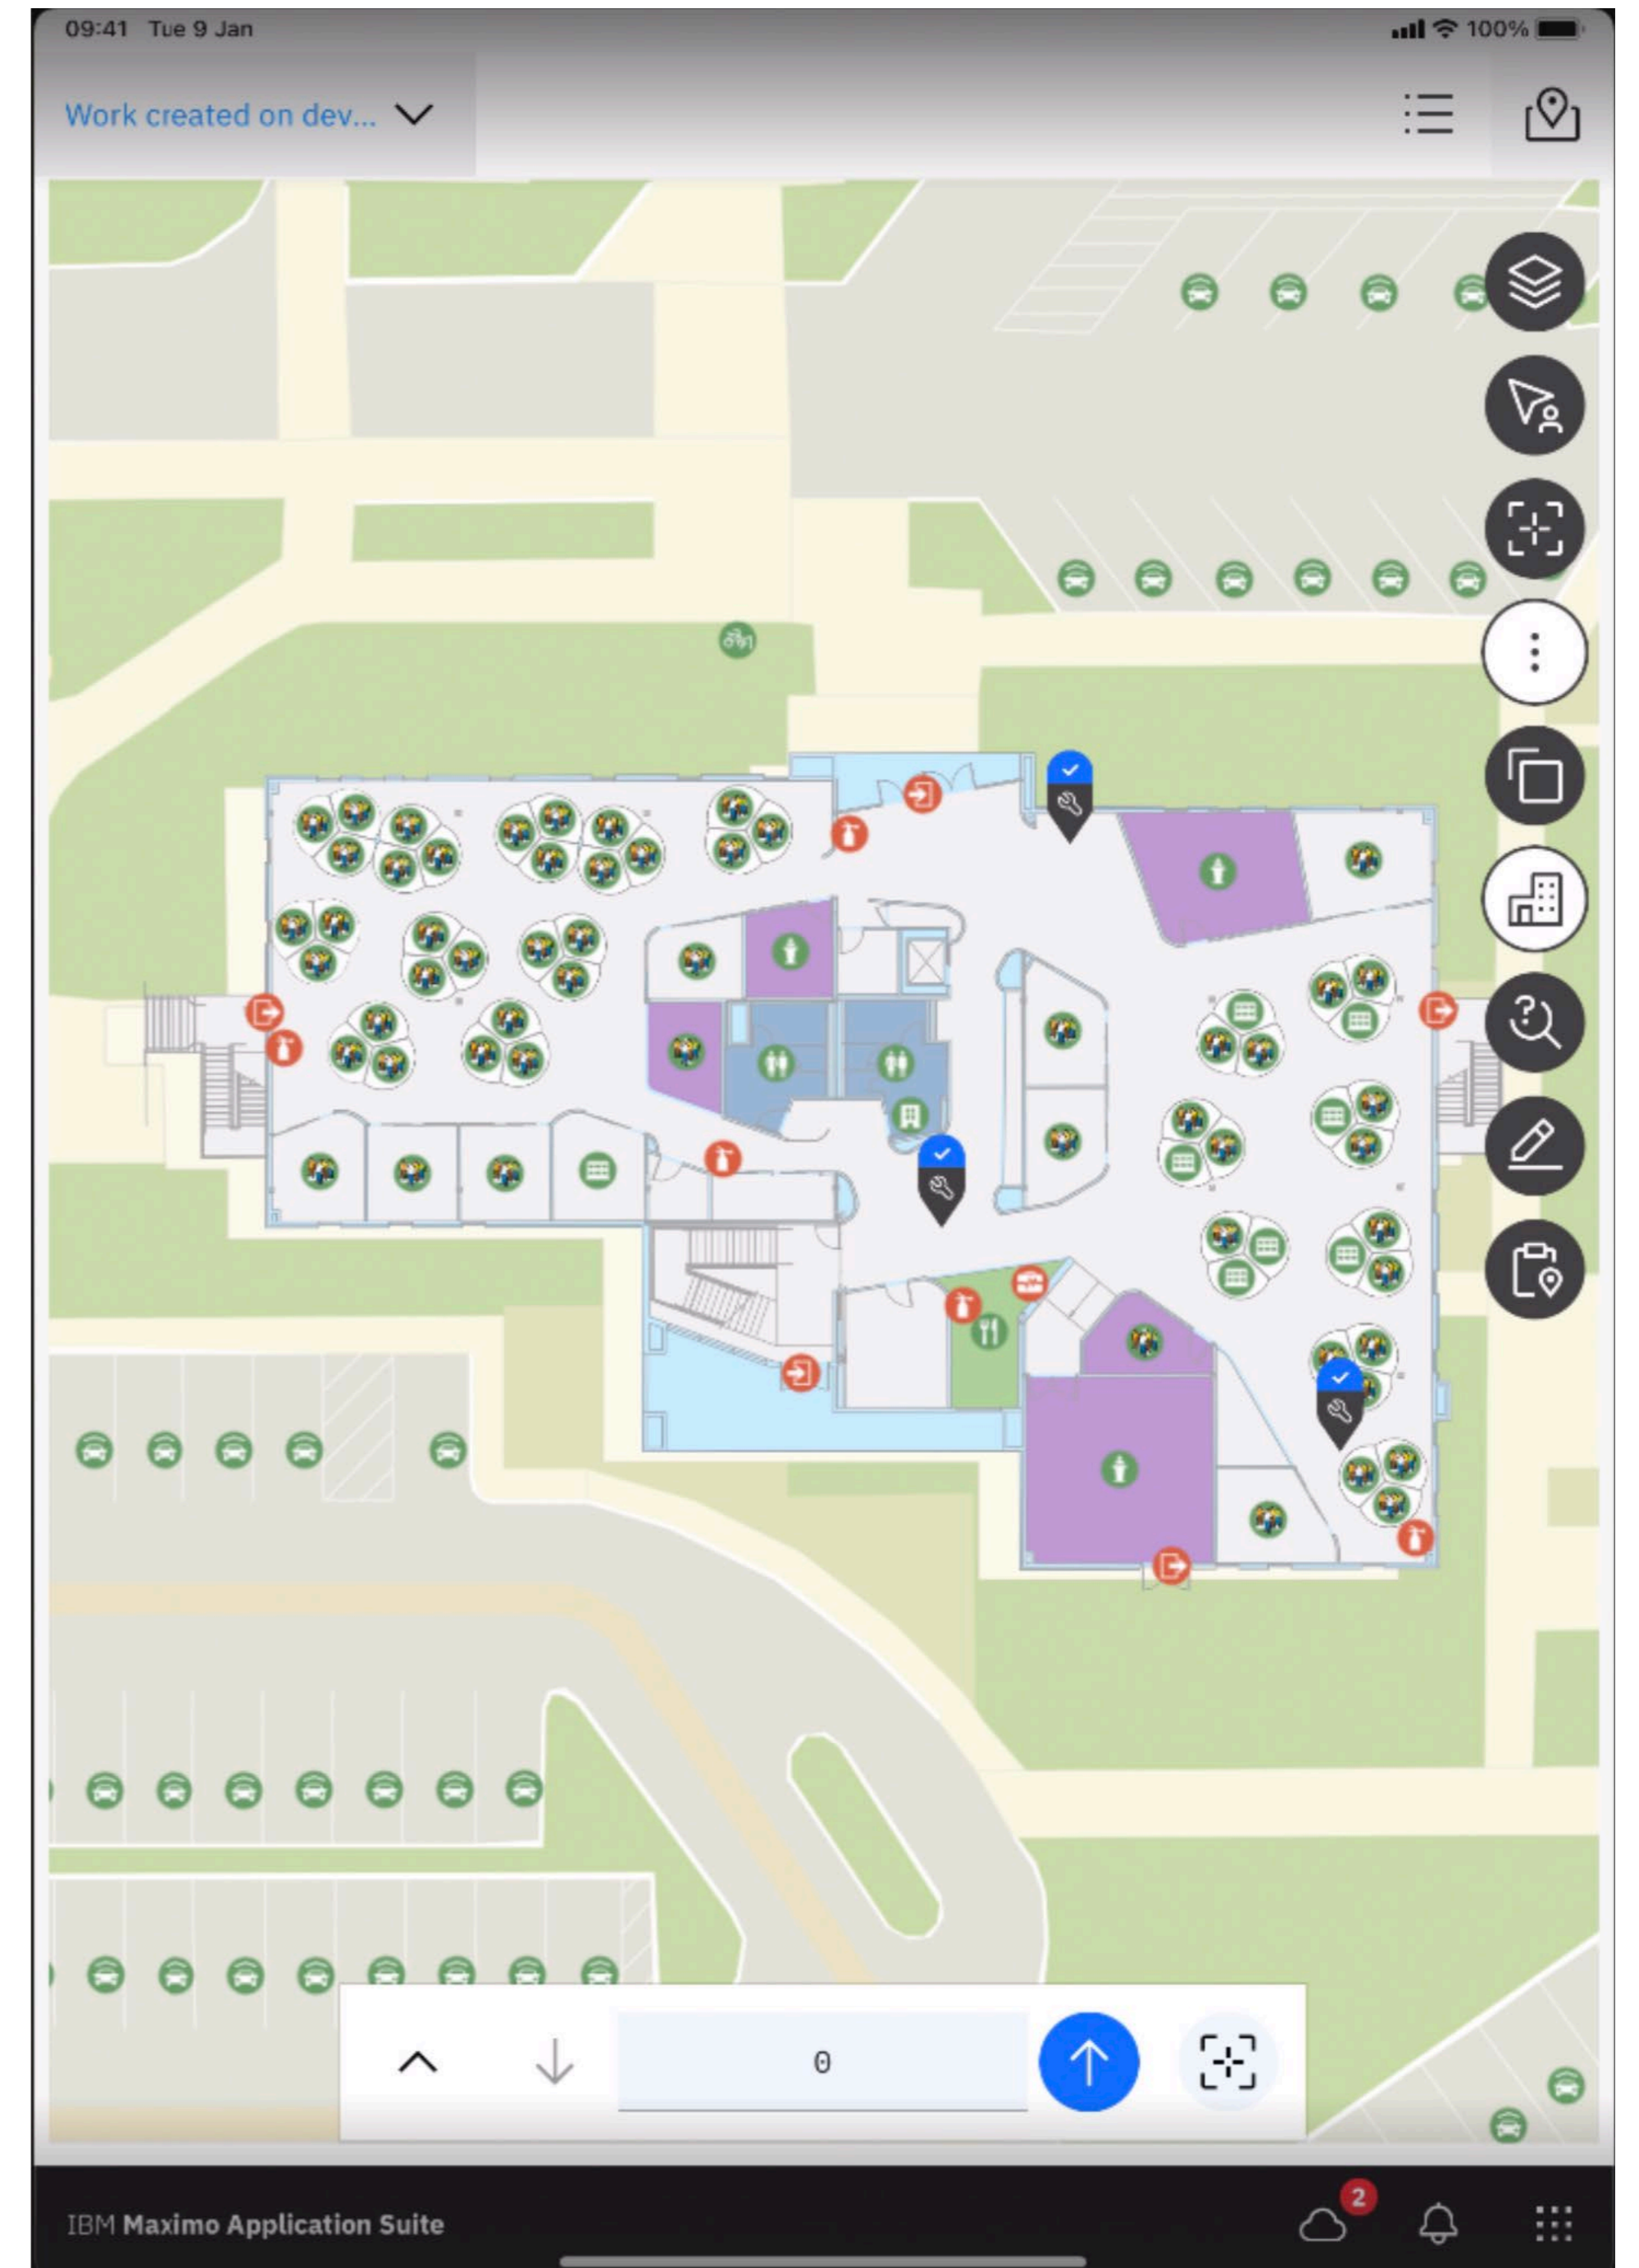 09:41 Tue 9 Jan
100%
Work created on dev...
0
2
IBM Maximo Application Suite